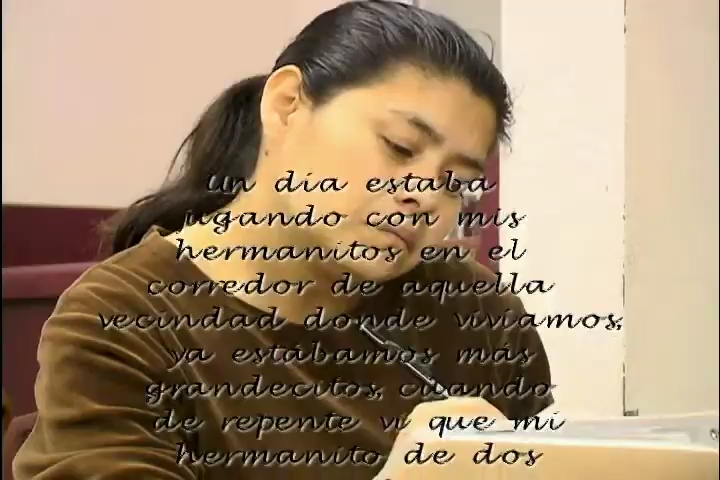 un día estaba
jugando con mis
hermanitos en el
corredor de aquella
vecindad donde vivíamos,
ya estábamos más
grandecitos, cuando
de repente vi que mi
hermanito de dos